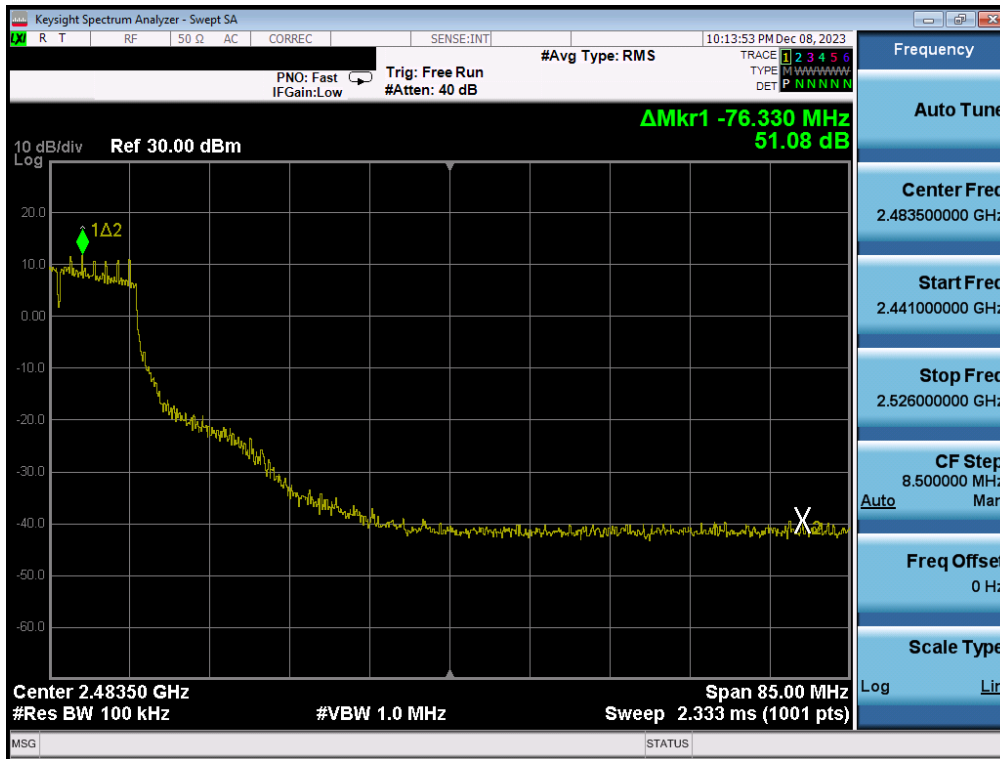 Keysight Spectrum Analyzer - Swept SA
LXI R T RF 50 Ω AC CORREC SENSE:INT 10:13:53 PM Dec 08, 2023
#Avg Type: RMS
TRACE 1 2 3 4 5 6
TYPE M W W W W W
DET P N N N N N
PNO: Fast
IFGain:Low
Trig: Free Run
#Atten: 40 dB
ΔMkr1 -76.330 MHz
51.08 dB
10 dB/div Ref 30.00 dBm
Log
20.0
1Δ2
10.0
0.00
-10.0
-20.0
-30.0
-40.0
X
-50.0
-60.0
Center 2.48350 GHz
Span 85.00 MHz
#Res BW 100 kHz
#VBW 1.0 MHz
Sweep 2.333 ms (1001 pts)
MSG STATUS
Frequency
Auto Tune
Center Freq
2.483500000 GHz
Start Freq
2.441000000 GHz
Stop Freq
2.526000000 GHz
CF Step
8.500000 MHz
Auto Man
Freq Offset
0 Hz
Scale Type
Log Lin